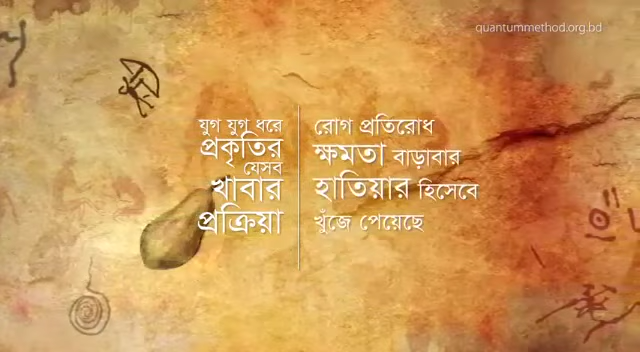 quantummethod.org.bd
যুগ যুগ ধরে
প্রকৃতির
যেসব
খাবার
প্রক্রিয়া
রোগ প্রতিরোধ
ক্ষমতা বাড়াবার
হাতিয়ার হিসেবে
খুঁজে পেয়েছে